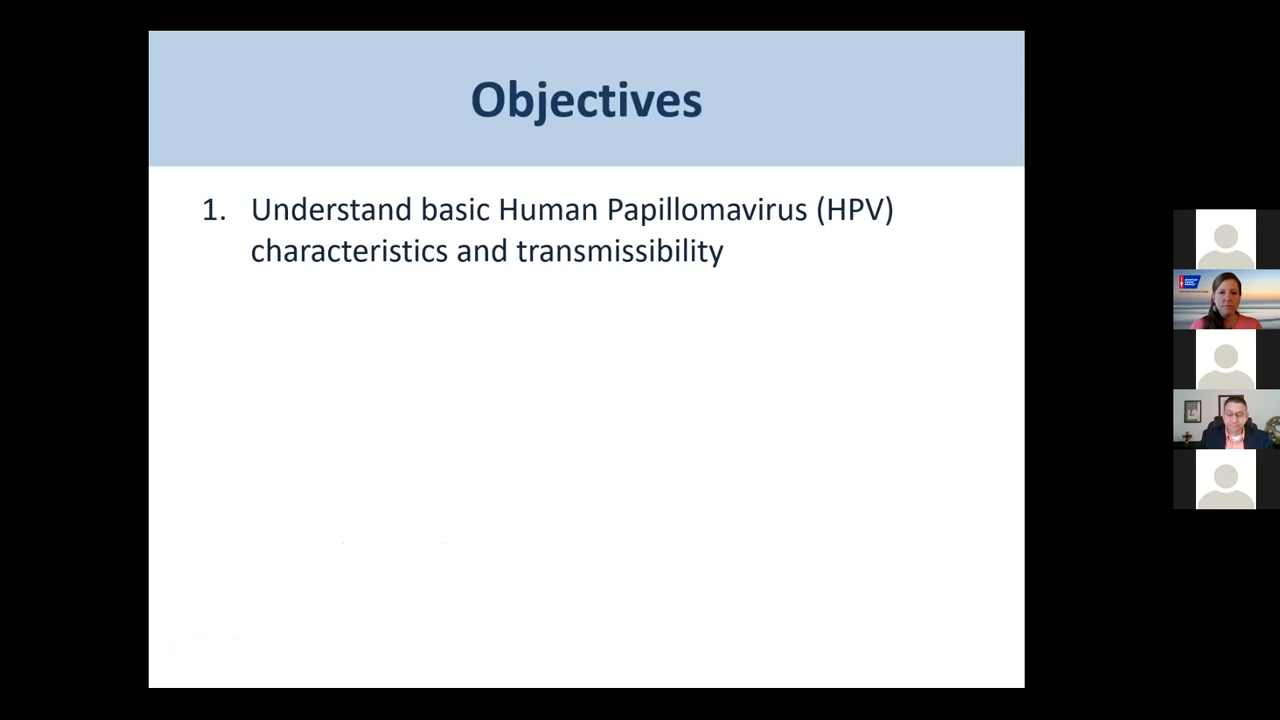 Objectives
1. Understand basic Human Papillomavirus (HPV)
characteristics and transmissibility